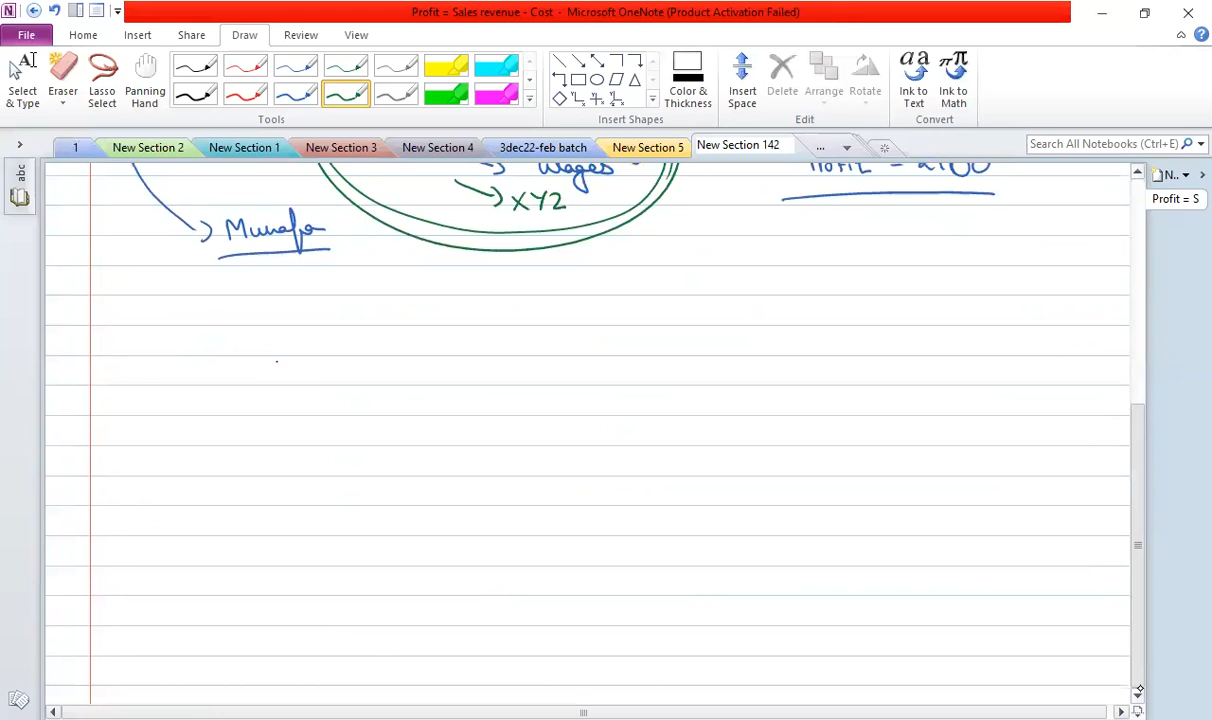 Profit = Sales revenue - Cost - Microsoft OneNote (Product Activation Failed)
File Home Insert Share Draw Review View
Select & Type
Eraser
Lasso Select
Panning Hand
Color & Thickness
Insert Space
Delete
Arrange
Rotate
Ink to Text
Ink to Math
Tools Insert Shapes Edit Convert
1 New Section 2 New Section 1 New Section 3 New Section 4 3dec22-feb batch New Section 5 New Section 142 ... Search All Notebooks (Ctrl+E)
abc
N..
Profit = S
→ Wages
→ XYZ
→ Munafa